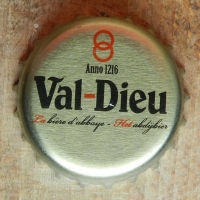 Anno 1216
Val-Dieu
La bière d'abbaye - Het abdijbier